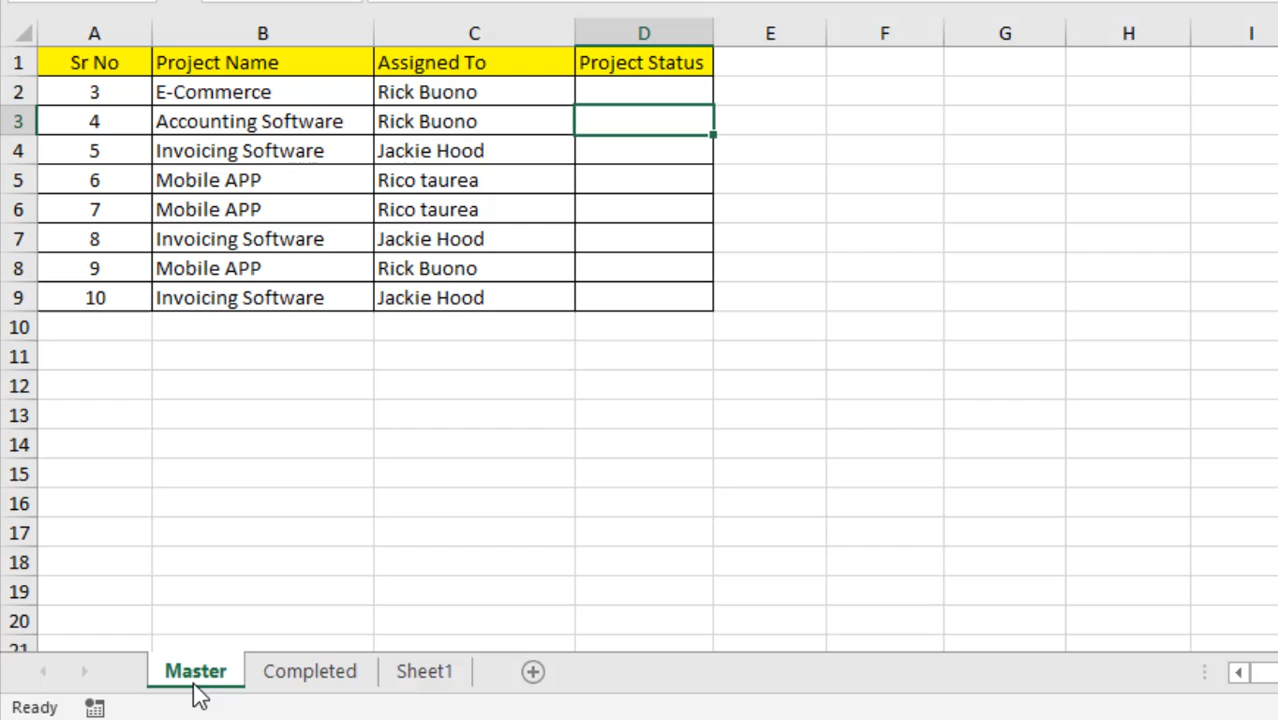 A B C D E F G H I
1 Sr No Project Name Assigned To Project Status
2 3 E-Commerce Rick Buono
3 4 Accounting Software Rick Buono
4 5 Invoicing Software Jackie Hood
5 6 Mobile APP Rico taurea
6 7 Mobile APP Rico taurea
7 8 Invoicing Software Jackie Hood
8 9 Mobile APP Rick Buono
9 10 Invoicing Software Jackie Hood
10
11
12
13
14
15
16
17
18
19
20
21
Master Completed Sheet1
Ready